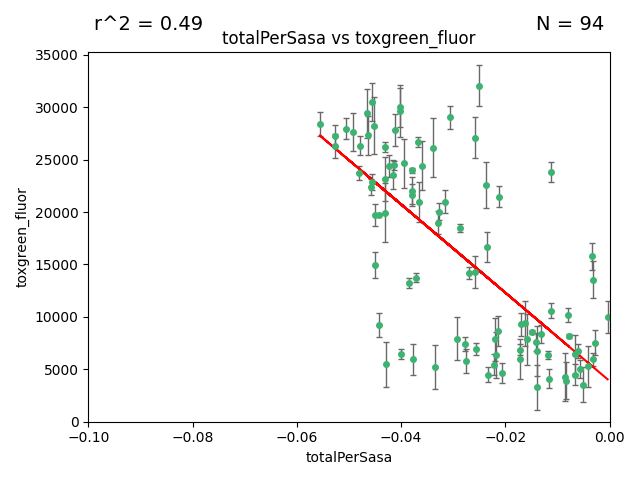 r^2 = 0.49
N = 94
totalPerSasa vs toxgreen_fluor
35000
30000
25000
20000
15000
10000
5000
0
toxgreen_fluor
−0.10
−0.08
−0.06
−0.04
−0.02
0.00
totalPerSasa